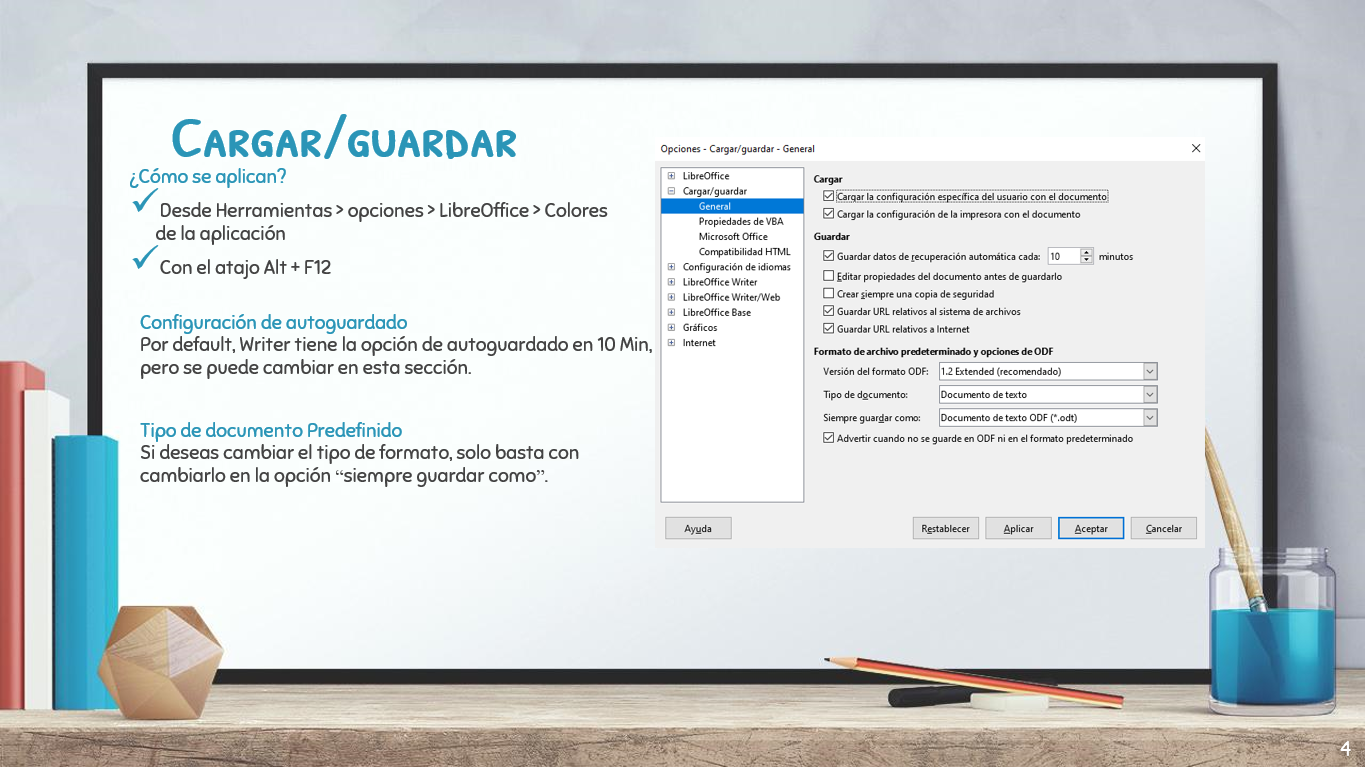 Cargar/guardar
¿Cómo se aplican?
Desde Herramientas > opciones > LibreOffice > Colores
de la aplicación
Con el atajo Alt + F12
Configuración de autoguardado
Por default, Writer tiene la opción de autoguardado en 10 Min,
pero se puede cambiar en esta sección.
Tipo de documento Predefinido
Si deseas cambiar el tipo de formato, solo basta con
cambiarlo en la opción “siempre guardar como”.
Opciones - Cargar/guardar - General
LibreOffice
Cargar/guardar
General
Propiedades de VBA
Microsoft Office
Compatibilidad HTML
Configuración de idiomas
LibreOffice Writer
LibreOffice Writer/Web
LibreOffice Base
Gráficos
Internet
Cargar
Cargar la configuración específica del usuario con el documento
Cargar la configuración de la impresora con el documento
Guardar
Guardar datos de recuperación automática cada: 10 minutos
Editar propiedades del documento antes de guardarlo
Crear siempre una copia de seguridad
Guardar URL relativos al sistema de archivos
Guardar URL relativos a Internet
Formato de archivo predeterminado y opciones de ODF
Versión del formato ODF: 1.2 Extended (recomendado)
Tipo de documento: Documento de texto
Siempre guardar como: Documento de texto ODF (*.odt)
Advertir cuando no se guarde en ODF ni en el formato predeterminado
Ayuda Restablecer Aplicar Aceptar Cancelar
4